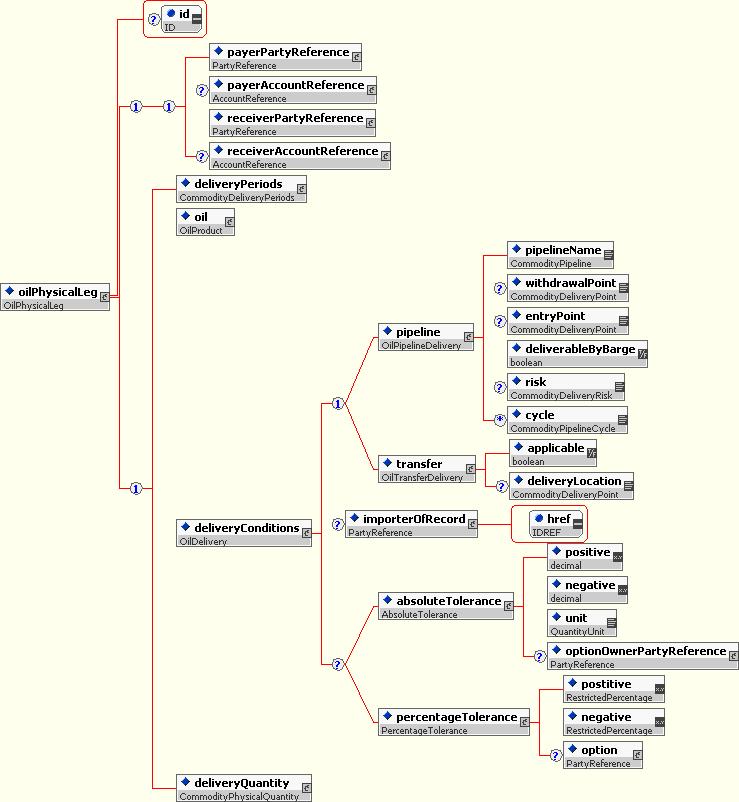 ? id
ID
payerPartyReference
PartyReference
? payerAccountReference
AccountReference
1 1
receiverPartyReference
PartyReference
? receiverAccountReference
AccountReference
deliveryPeriods
CommodityDeliveryPeriods
oil
OilProduct
oilPhysicalLeg
OilPhysicalLeg
pipelineName
CommodityPipeline
? withdrawalPoint
CommodityDeliveryPoint
? entryPoint
CommodityDeliveryPoint
pipeline
OilPipelineDelivery
deliverableByBarge
boolean
? risk
CommodityDeliveryRisk
1
* cycle
CommodityPipelineCycle
applicable
boolean
transfer
OilTransferDelivery
? deliveryLocation
CommodityDeliveryPoint
1
deliveryConditions
OilDelivery
? importerOfRecord
PartyReference
href
IDREF
positive
decimal
negative
decimal
absoluteTolerance
AbsoluteTolerance
unit
QuantityUnit
? optionOwnerPartyReference
PartyReference
?
postitive
RestrictedPercentage
percentageTolerance
PercentageTolerance
negative
RestrictedPercentage
? option
PartyReference
deliveryQuantity
CommodityPhysicalQuantity